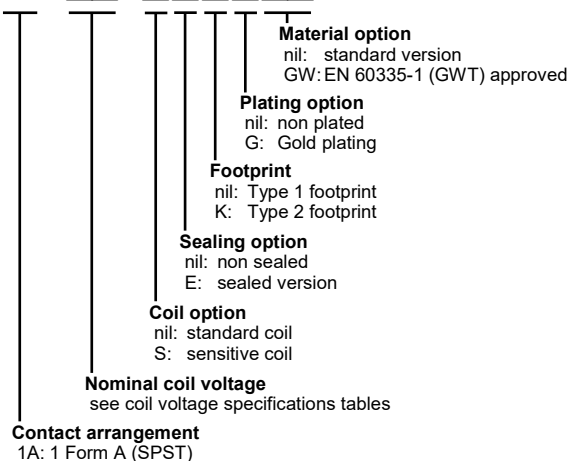 Material option
nil: standard version
GW: EN 60335-1 (GWT) approved
Plating option
nil: non plated
G: Gold plating
Footprint
nil: Type 1 footprint
K: Type 2 footprint
Sealing option
nil: non sealed
E: sealed version
Coil option
nil: standard coil
S: sensitive coil
Nominal coil voltage
see coil voltage specifications tables
Contact arrangement
1A: 1 Form A (SPST)